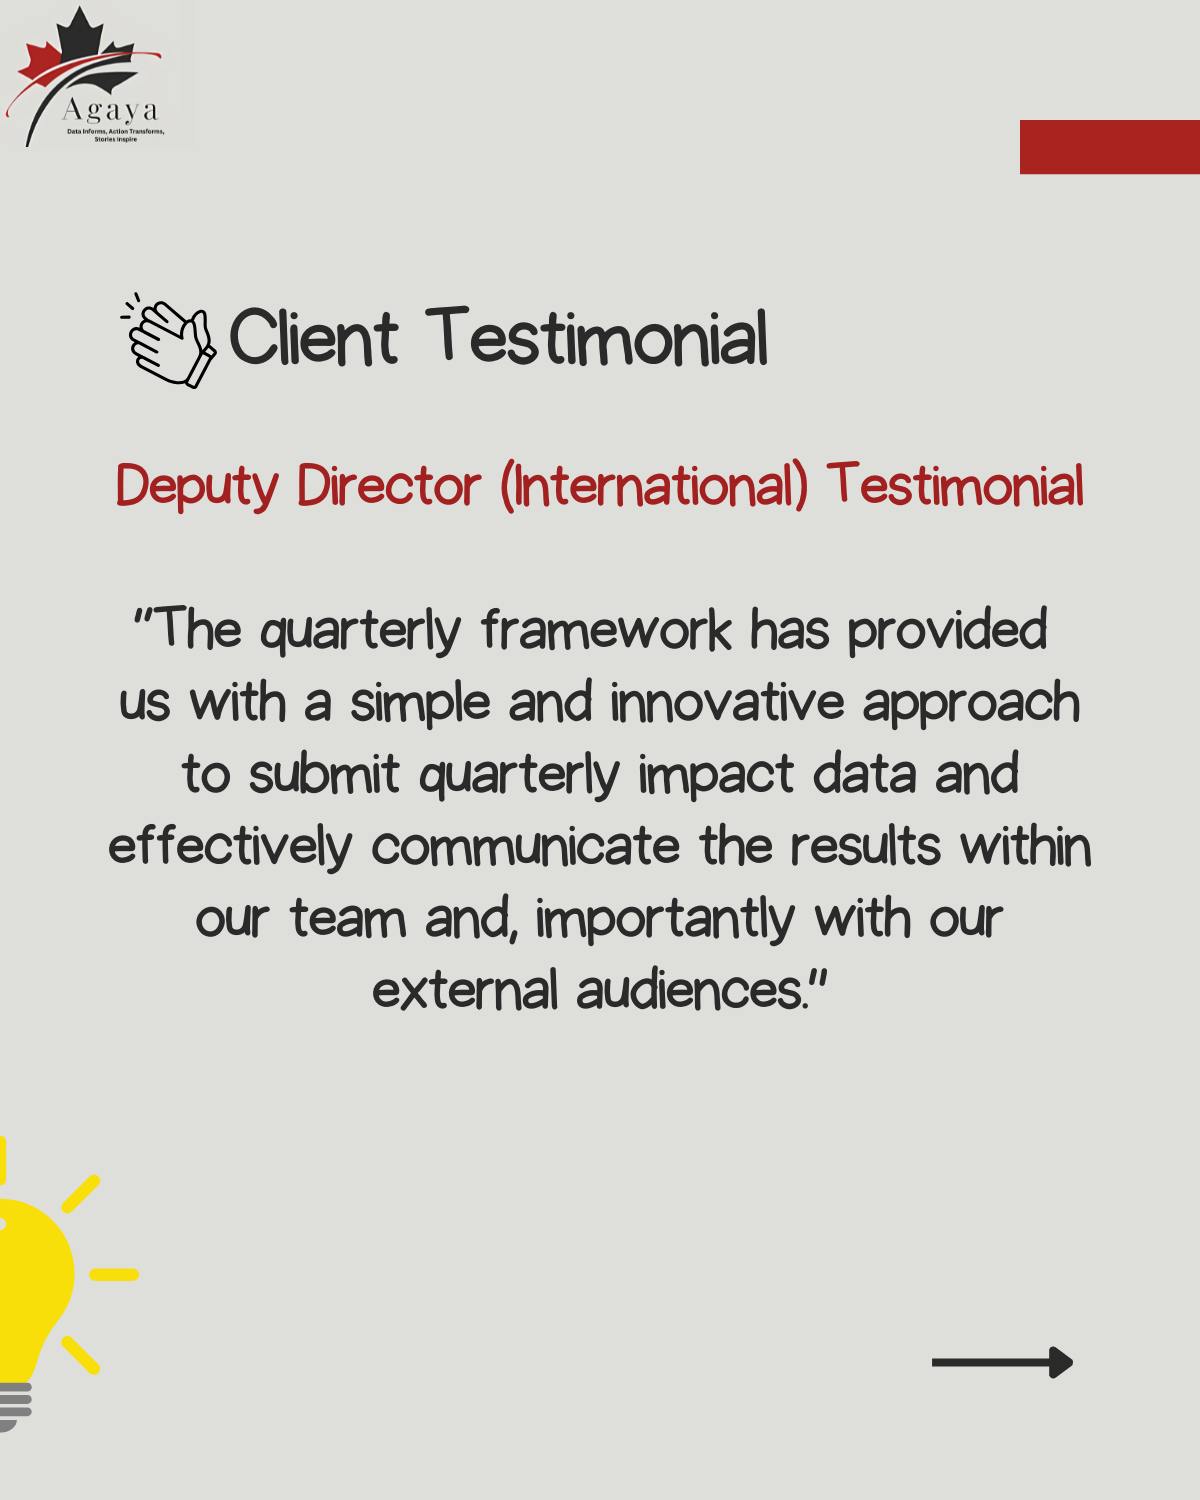 Agaya
Data Informs, Action Transforms,
Stories Inspire
Client Testimonial
Deputy Director (International) Testimonial
"The quarterly framework has provided
us with a simple and innovative approach
to submit quarterly impact data and
effectively communicate the results within
our team and, importantly with our
external audiences."